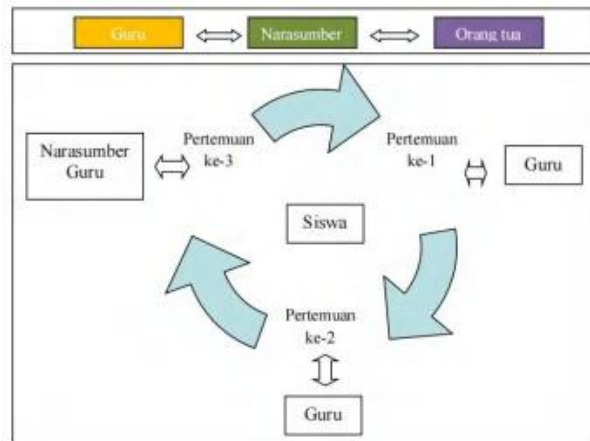 Guru
Narasumber
Orang tua
Pertemuan
ke-3
Pertemuan
ke-1
Narasumber
Guru
Guru
Siswa
Pertemuan
ke-2
Guru